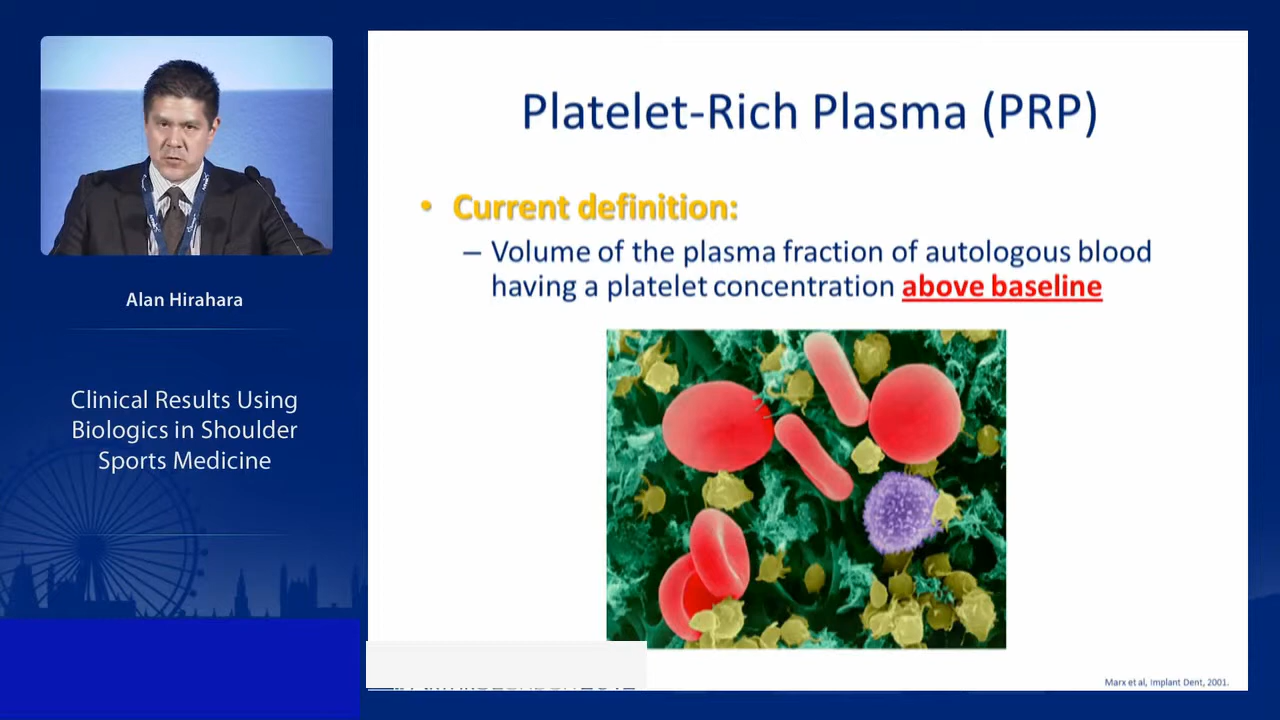 Platelet-Rich Plasma (PRP)
• Current definition:
– Volume of the plasma fraction of autologous blood
having a platelet concentration above baseline
Alan Hirahara
Clinical Results Using
Biologics in Shoulder
Sports Medicine
Marx et al, Implant Dent, 2001.